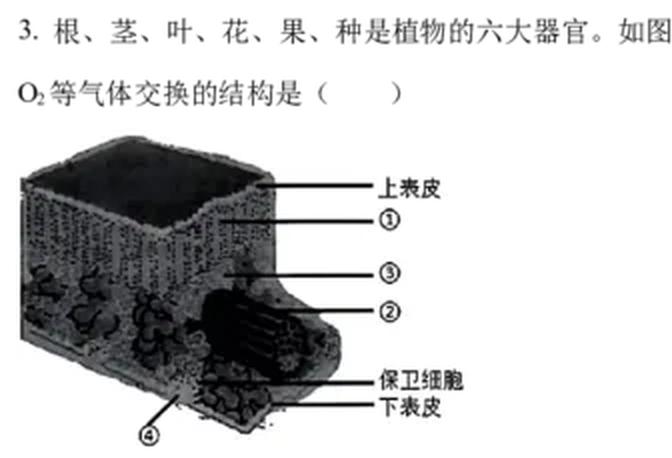 3. 根、茎、叶、花、果、种是植物的六大器官。如图
O₂等气体交换的结构是（　　）
上表皮
①
③
②
保卫细胞
下表皮
④